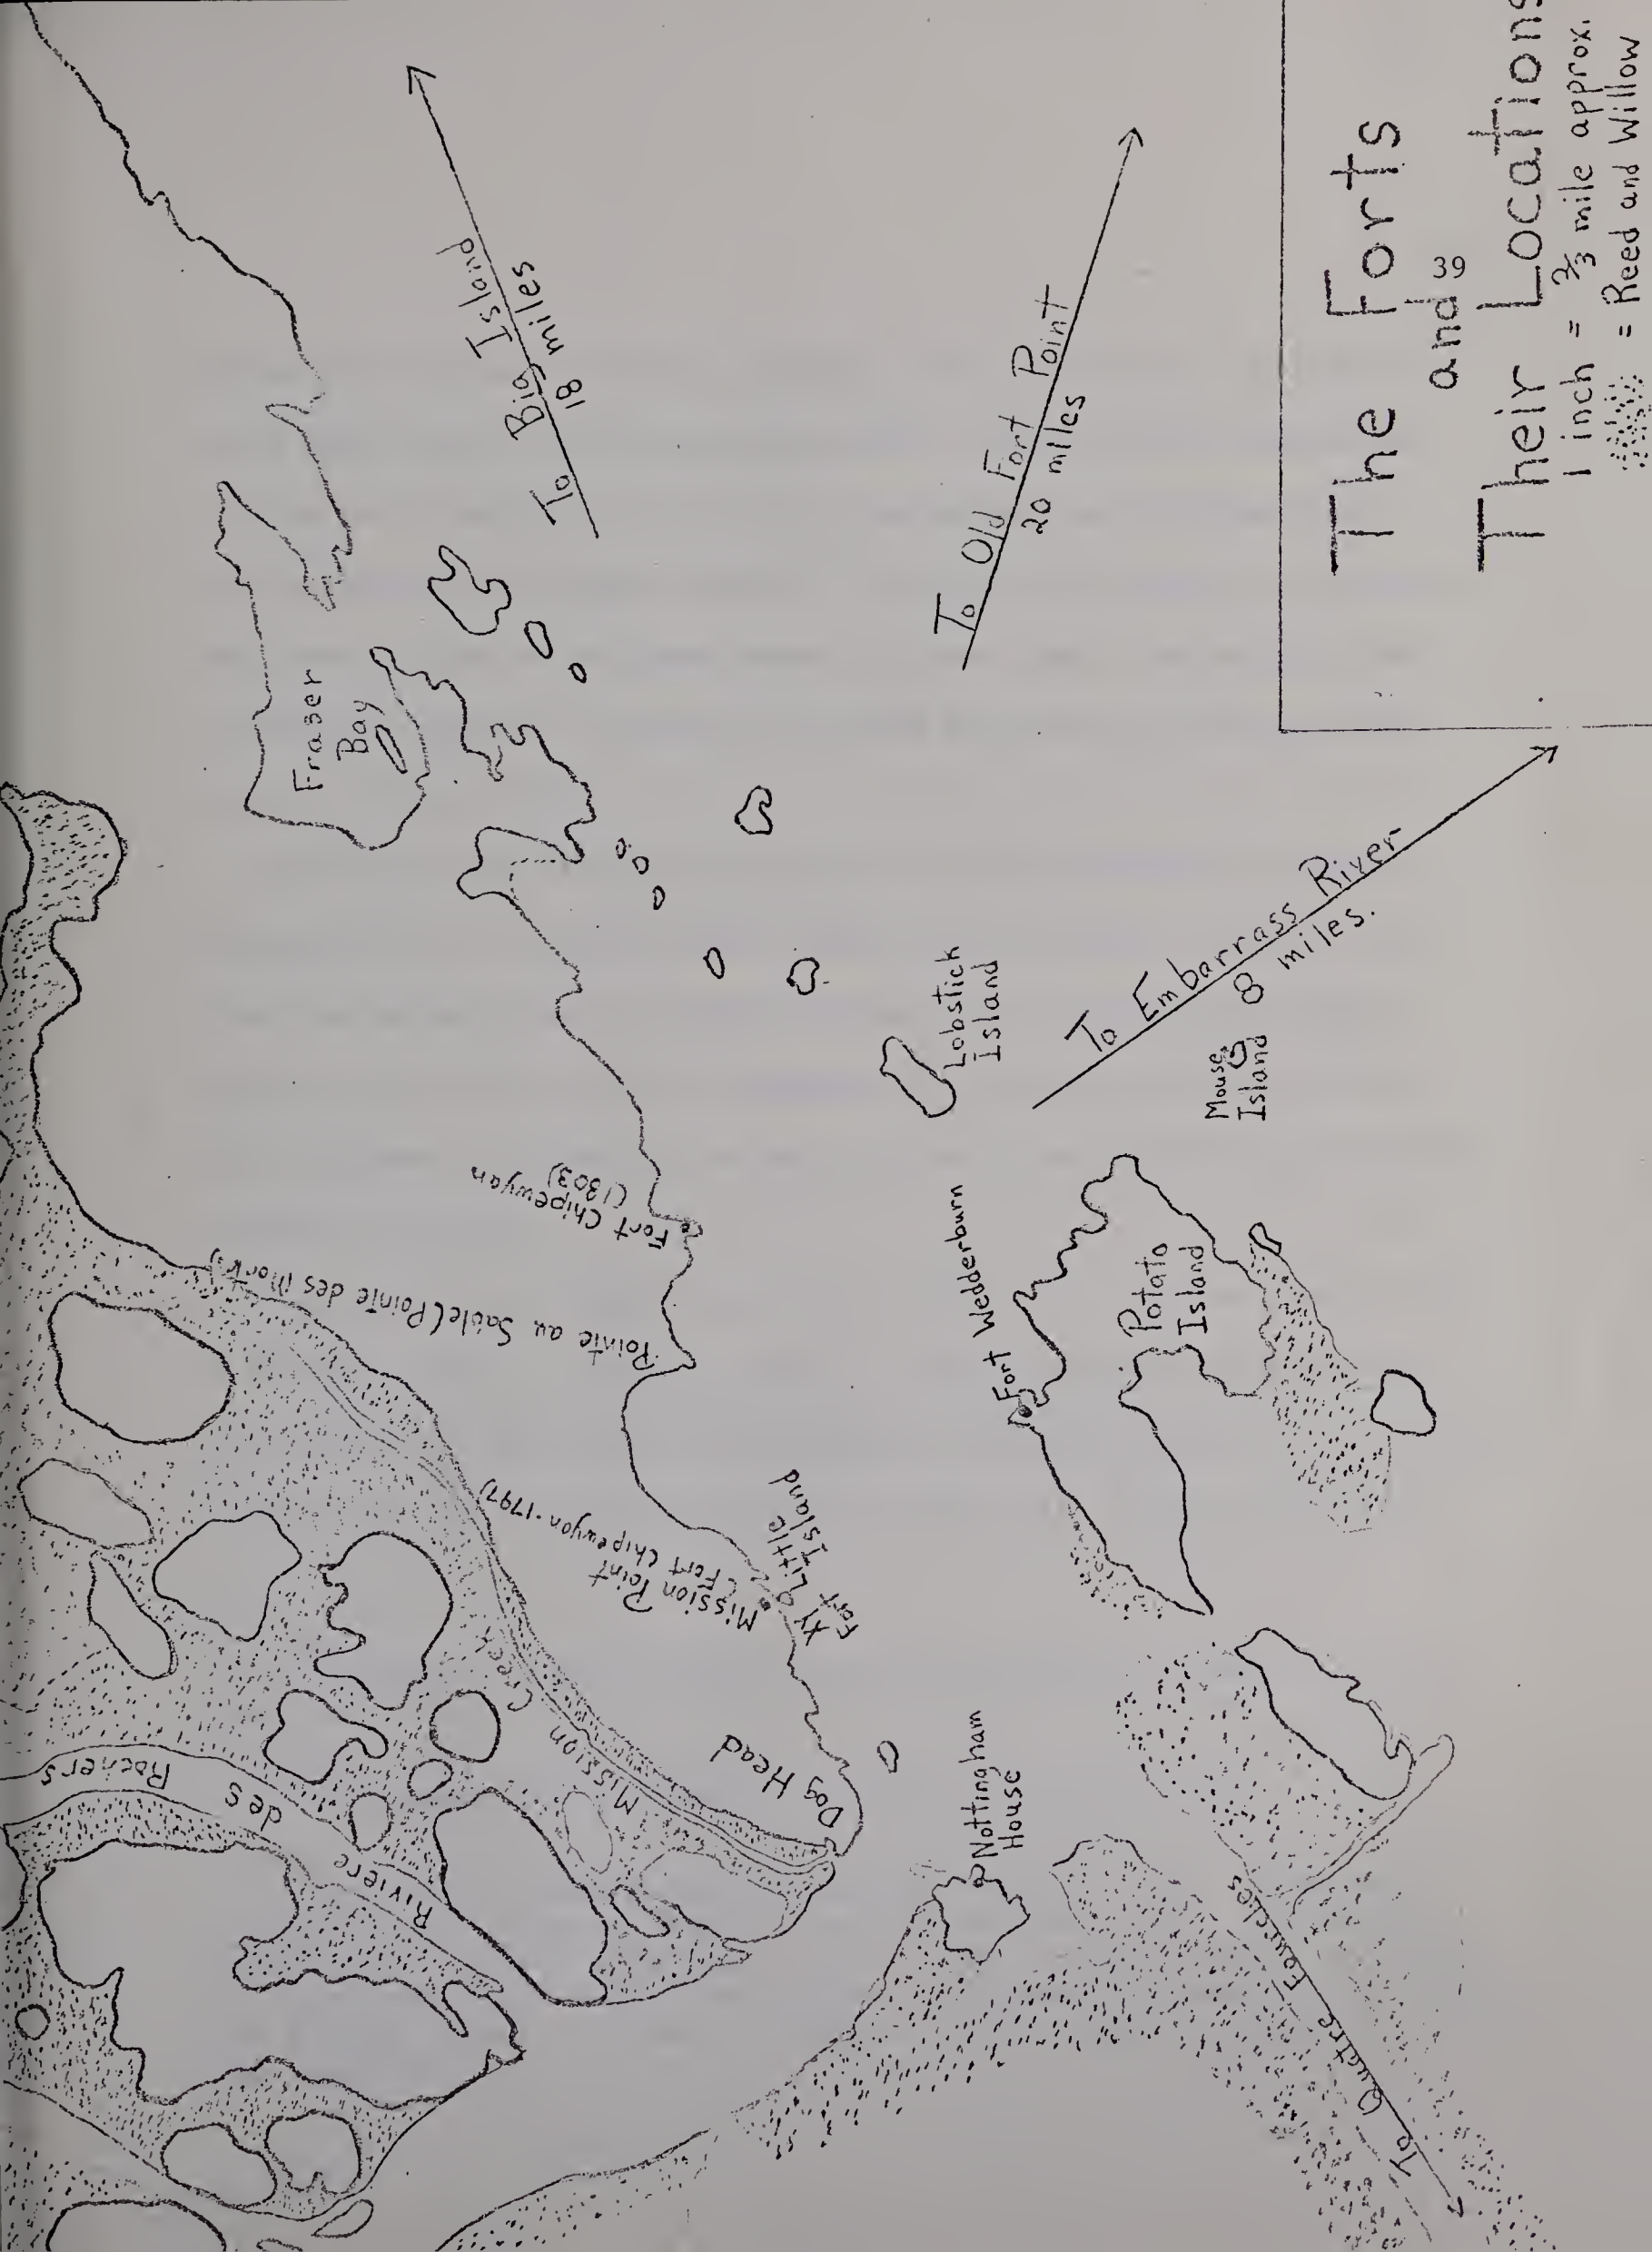 The Forts
and
39
Their Locations
1 inch = 2/3 mile approx.
= Reed and Willow
To Big Island
18 miles
To Old Fort Point
20 miles
To Embarrass River
8 miles.
Fraser
Bay
Lobstick
Island
Mouse
Island
Fort Chipewyan
(1803)
Pointe au Sable (Pointe des Morts)
Mission Point
(Fort Chipewyan-1797)
Little
Island
XY
Fort
Fort Wedderburn
Potato
Island
Dog Head
Nottingham
House
Mission Creek
Riviere des Rochers
To Quatre Fourches